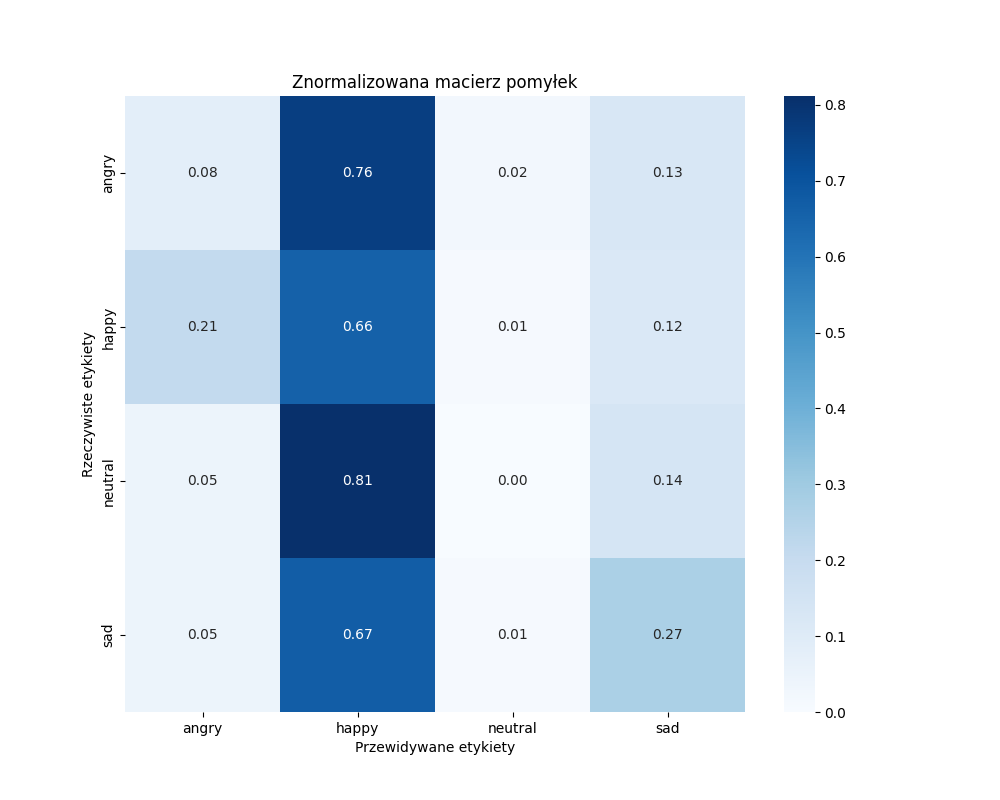 Znormalizowana macierz pomyłek
Rzeczywiste etykiety
angry 0.08 0.76 0.02 0.13
happy 0.21 0.66 0.01 0.12
neutral 0.05 0.81 0.00 0.14
sad 0.05 0.67 0.01 0.27
angry happy neutral sad
Przewidywane etykiety
0.8
0.7
0.6
0.5
0.4
0.3
0.2
0.1
0.0